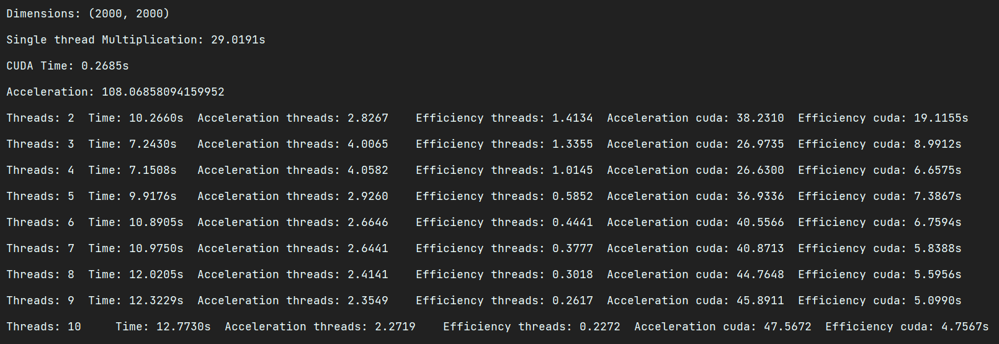 Dimensions: (2000, 2000)
Single thread Multiplication: 29.0191s
CUDA Time: 0.2685s
Acceleration: 108.06858094159952
Threads: 2  Time: 10.2660s  Acceleration threads: 2.8267    Efficiency threads: 1.4134  Acceleration cuda: 38.2310  Efficiency cuda: 19.1155s
Threads: 3  Time: 7.2430s   Acceleration threads: 4.0065    Efficiency threads: 1.3355  Acceleration cuda: 26.9735  Efficiency cuda: 8.9912s
Threads: 4  Time: 7.1508s   Acceleration threads: 4.0582    Efficiency threads: 1.0145  Acceleration cuda: 26.6300  Efficiency cuda: 6.6575s
Threads: 5  Time: 9.9176s   Acceleration threads: 2.9260    Efficiency threads: 0.5852  Acceleration cuda: 36.9336  Efficiency cuda: 7.3867s
Threads: 6  Time: 10.8905s  Acceleration threads: 2.6646    Efficiency threads: 0.4441  Acceleration cuda: 40.5566  Efficiency cuda: 6.7594s
Threads: 7  Time: 10.9750s  Acceleration threads: 2.6441    Efficiency threads: 0.3777  Acceleration cuda: 40.8713  Efficiency cuda: 5.8388s
Threads: 8  Time: 12.0205s  Acceleration threads: 2.4141    Efficiency threads: 0.3018  Acceleration cuda: 44.7648  Efficiency cuda: 5.5956s
Threads: 9  Time: 12.3229s  Acceleration threads: 2.3549    Efficiency threads: 0.2617  Acceleration cuda: 45.8911  Efficiency cuda: 5.0990s
Threads: 10     Time: 12.7730s  Acceleration threads: 2.2719    Efficiency threads: 0.2272  Acceleration cuda: 47.5672  Efficiency cuda: 4.7567s